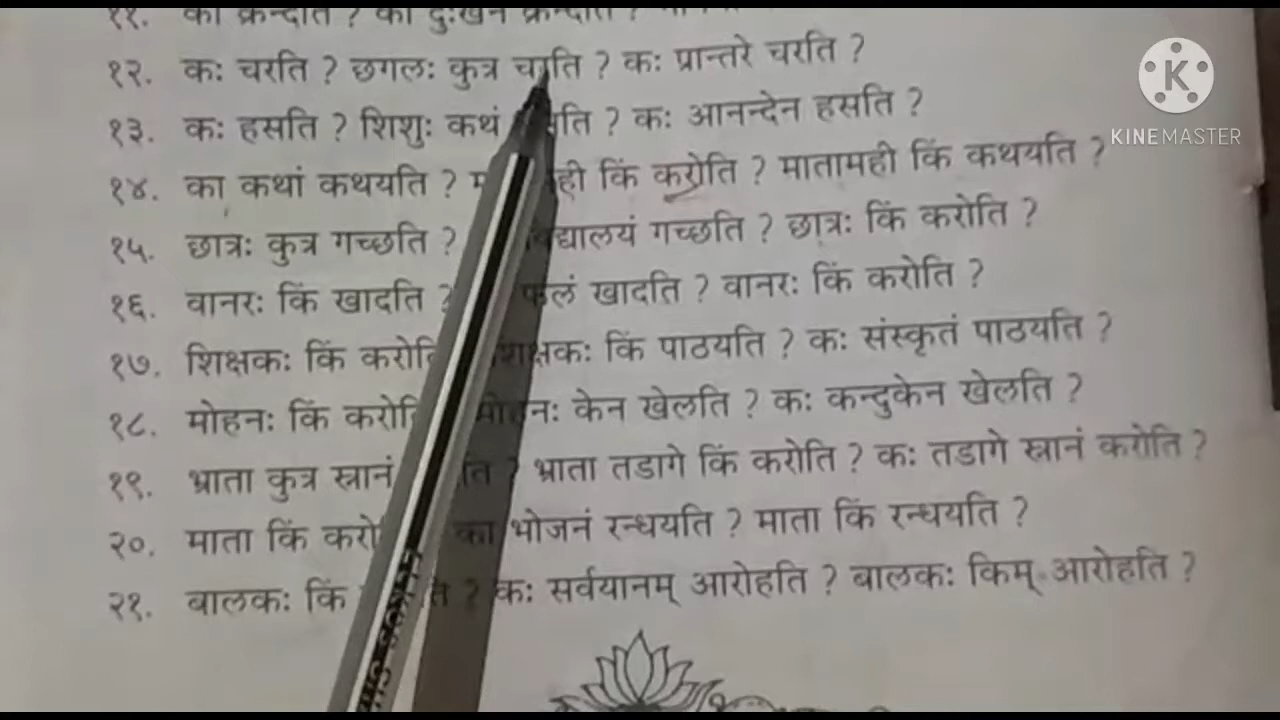 ११. का क्रन्दति ? का दुःखेन क्रन्दति ?
१२. कः चरति ? छगलः कुत्र चरति ? कः प्रान्तरे चरति ?
१३. कः हसति ? शिशुः कथं ति ? कः आनन्देन हसति ?
१४. का कथां कथयति ? म ही किं करोति ? मातामही किं कथयति ?
१५. छात्रः कुत्र गच्छति ? विद्यालयं गच्छति ? छात्रः किं करोति ?
१६. वानरः किं खादति ? फलं खादति ? वानरः किं करोति ?
१७. शिक्षकः किं करोति शिक्षकः किं पाठयति ? कः संस्कृतं पाठयति ?
१८. मोहनः किं करोति मोहनः केन खेलति ? कः कन्दुकेन खेलति ?
१९. भ्राता कुत्र स्नानं ति ? भ्राता तडागे किं करोति ? कः तडागे स्नानं करोति ?
२०. माता किं करो का भोजनं रन्धयति ? माता किं रन्धयति ?
२१. बालकः किं ति ? कः सर्वयानम् आरोहति ? बालकः किम् आरोहति ?
K
KINEMASTER